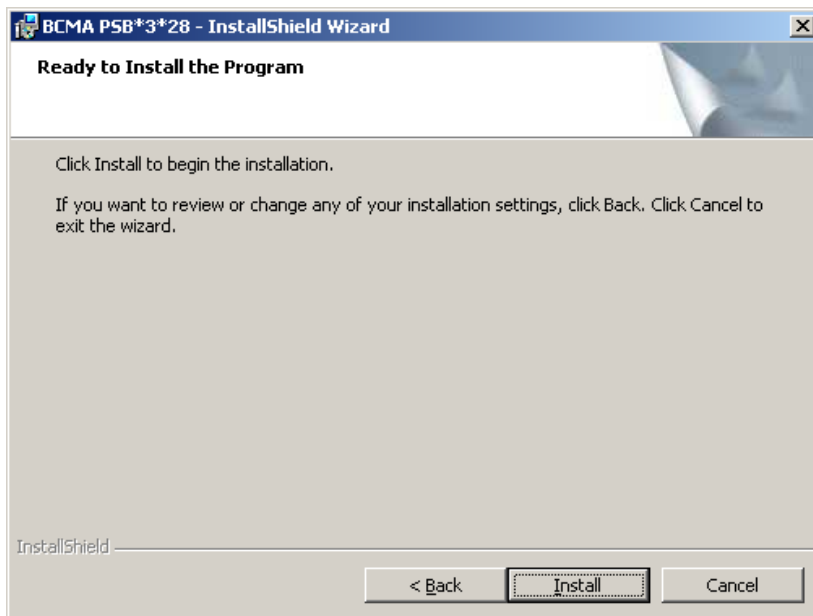 BCMA PSB*3*28 - InstallShield Wizard
Ready to Install the Program
Click Install to begin the installation.
If you want to review or change any of your installation settings, click Back. Click Cancel to
exit the wizard.
InstallShield
< Back
Install
Cancel